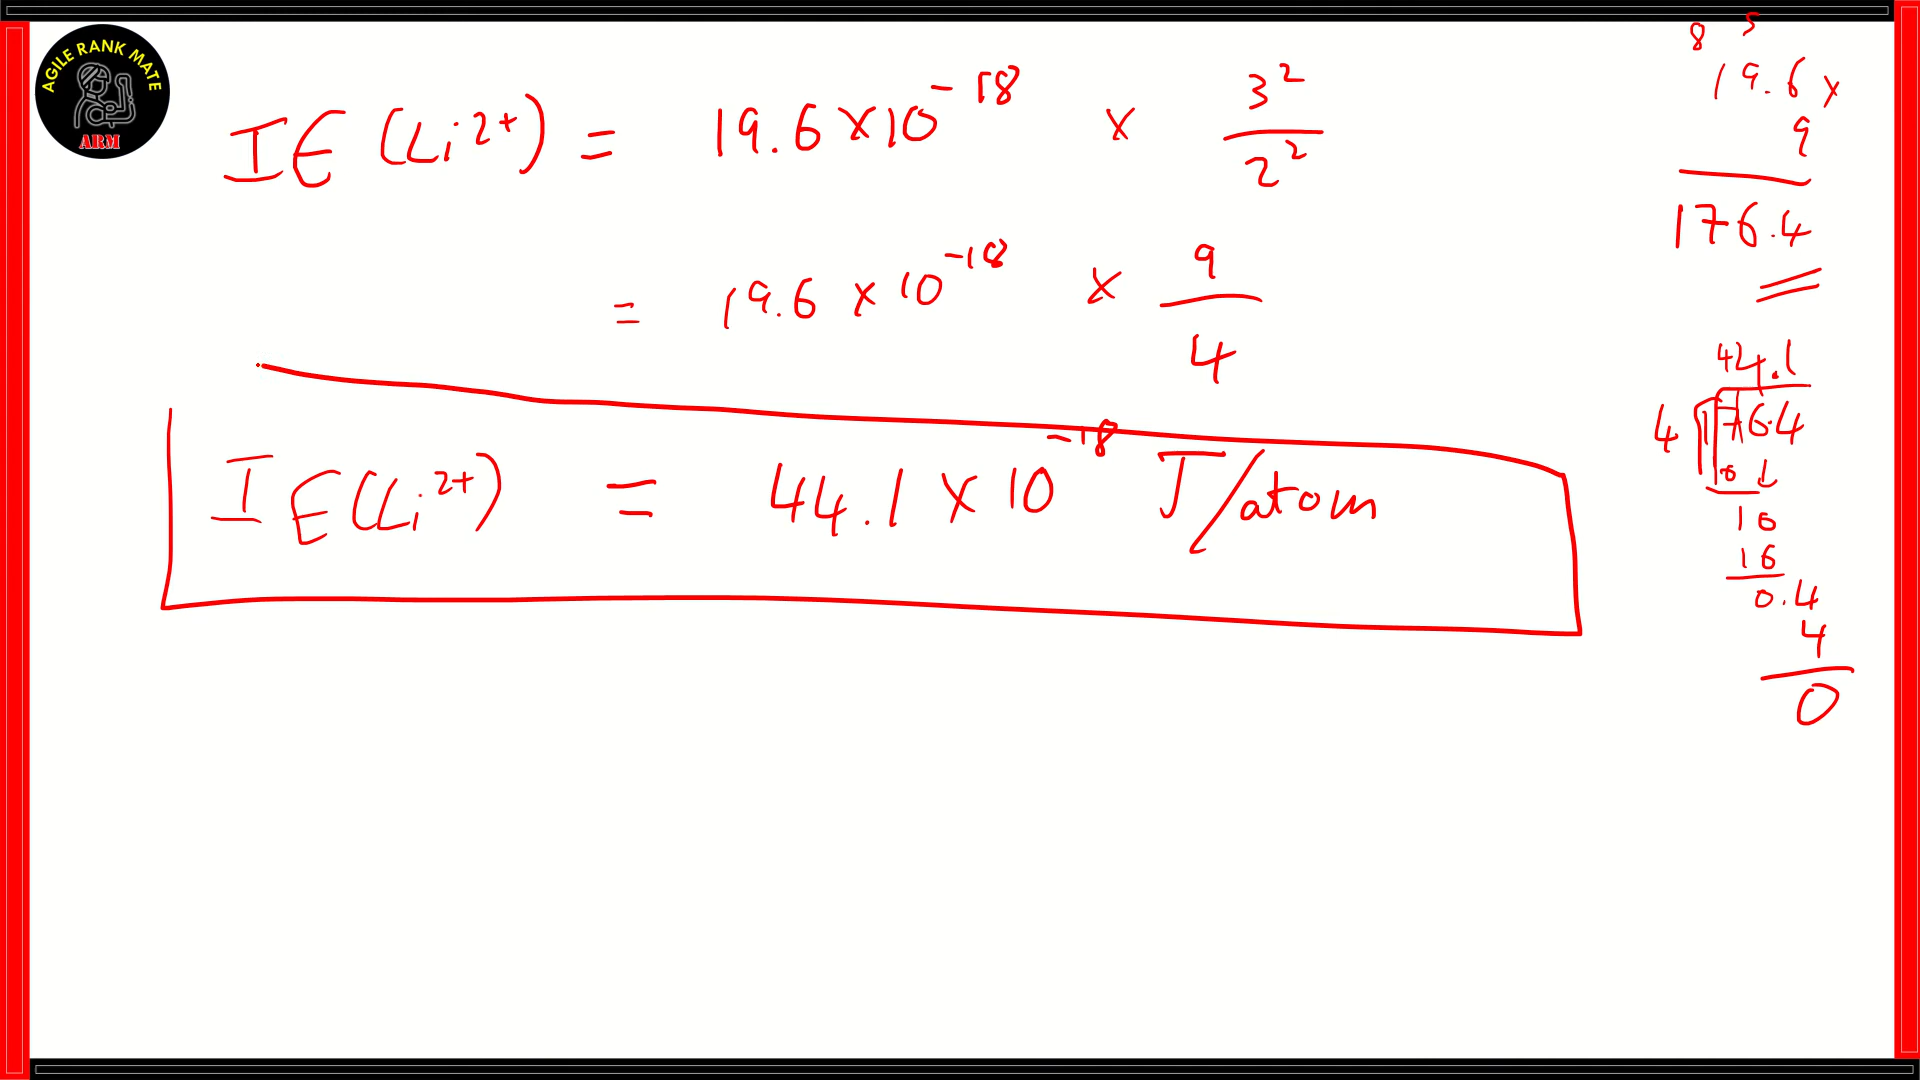 AGILE RANK MATE
ARM
IE (Li²⁺) = 19.6 × 10⁻¹⁸ × 3²/2²
= 19.6 × 10⁻¹⁸ × 9/4
IE (Li²⁺) = 44.1 × 10⁻¹⁸ J/atom
8 5
19.6 ×
9
176.4
44.1
4 176.4
16
16
0.4
4
0